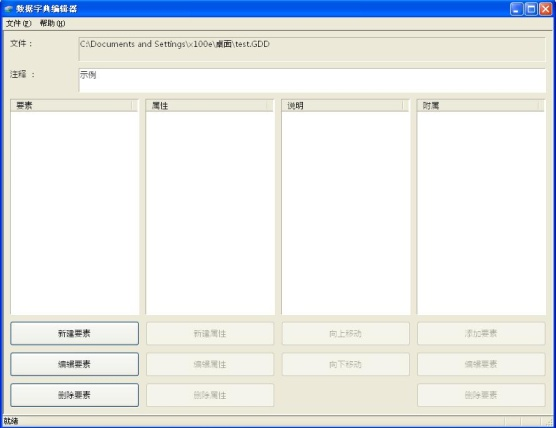 数据字典编辑器
文件(F) 帮助(H)
文件： C:\Documents and Settings\x100e\桌面\test.GDD
注释 ： 示例
要素 属性 说明 附属
新建要素 新建属性 向上移动 添加要素
编辑要素 编辑属性 向下移动 编辑要素
删除要素 删除属性 删除要素
就绪